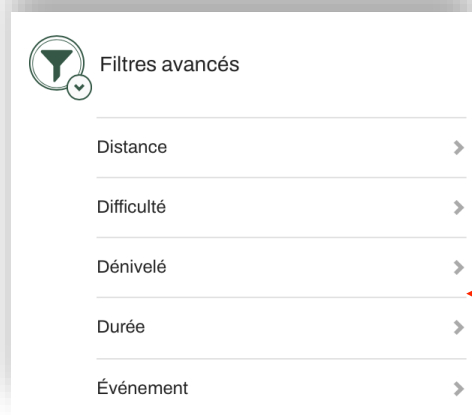 Filtres avancés
Distance
Difficulté
Dénivelé
Durée
Événement